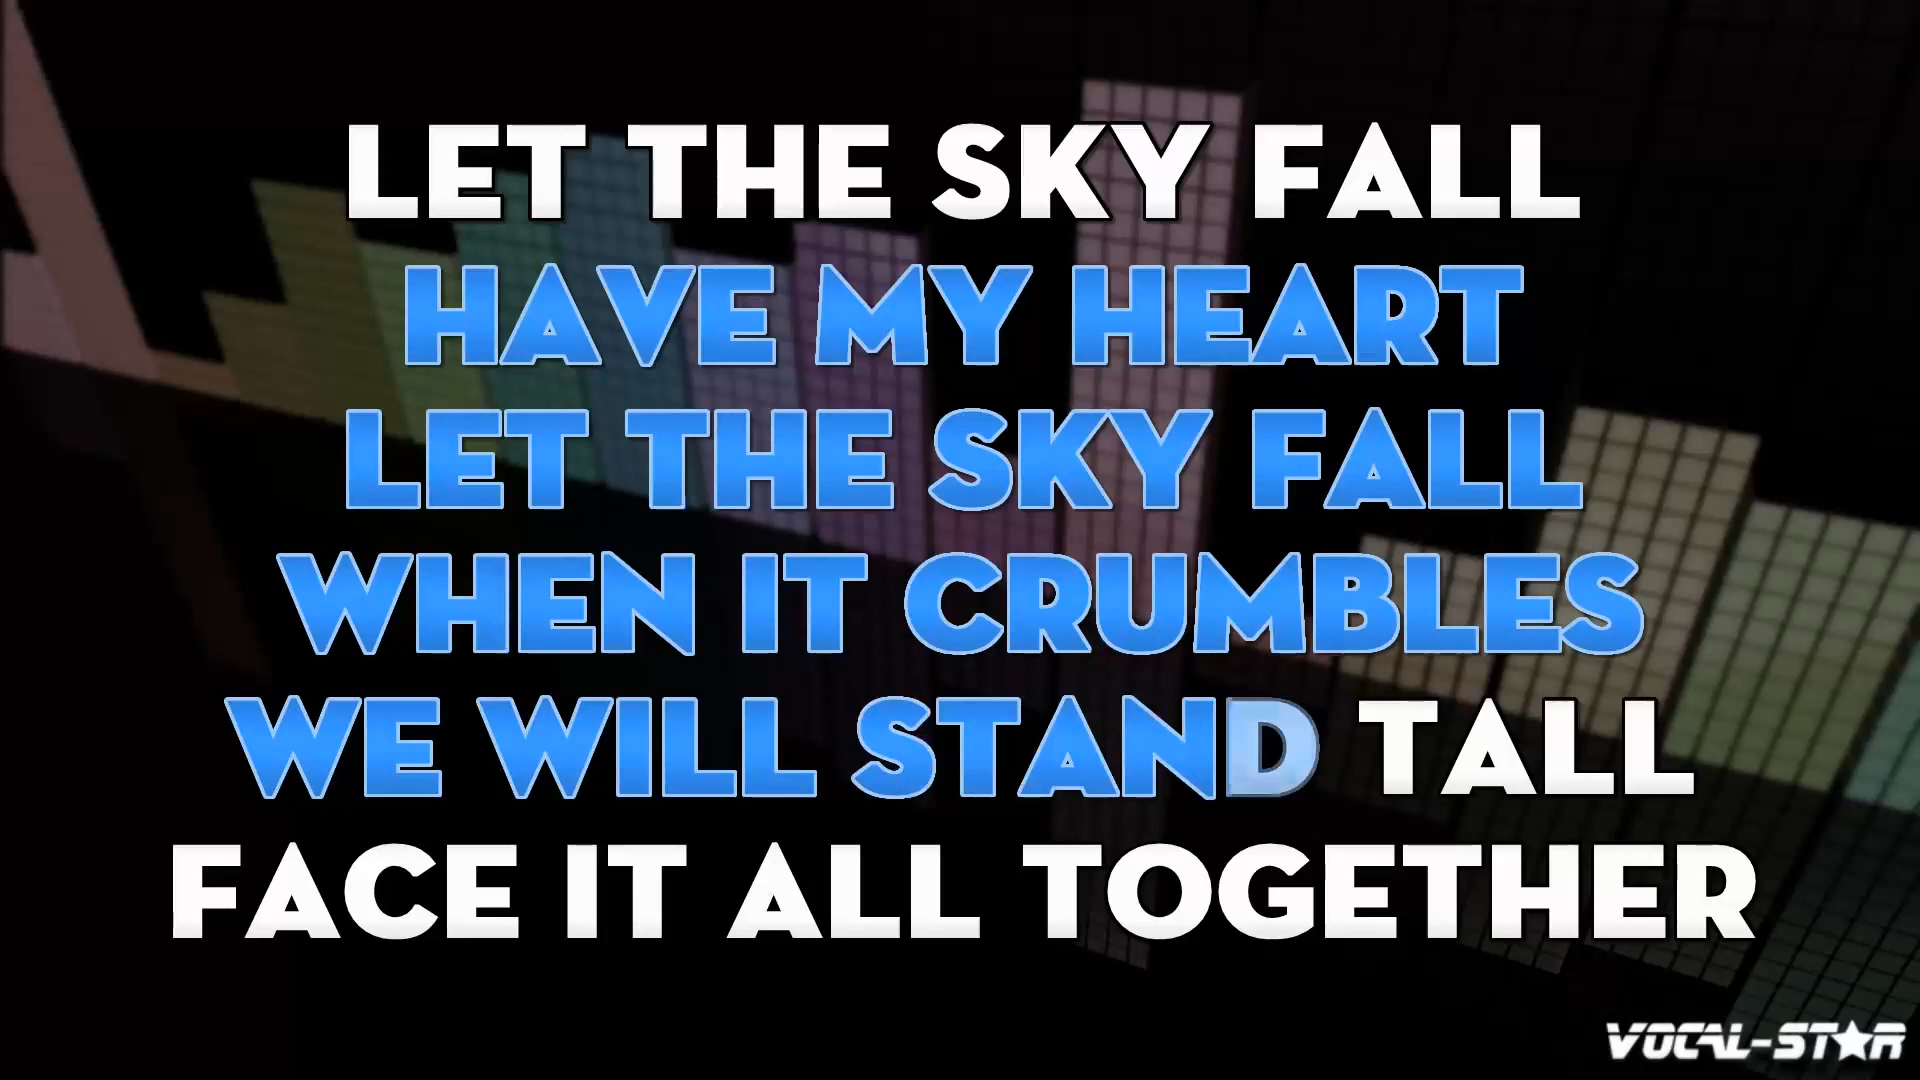 LET THE SKY FALL
HAVE MY HEART
LET THE SKY FALL
WHEN IT CRUMBLES
WE WILL STAND TALL
FACE IT ALL TOGETHER
VOCAL-STAR